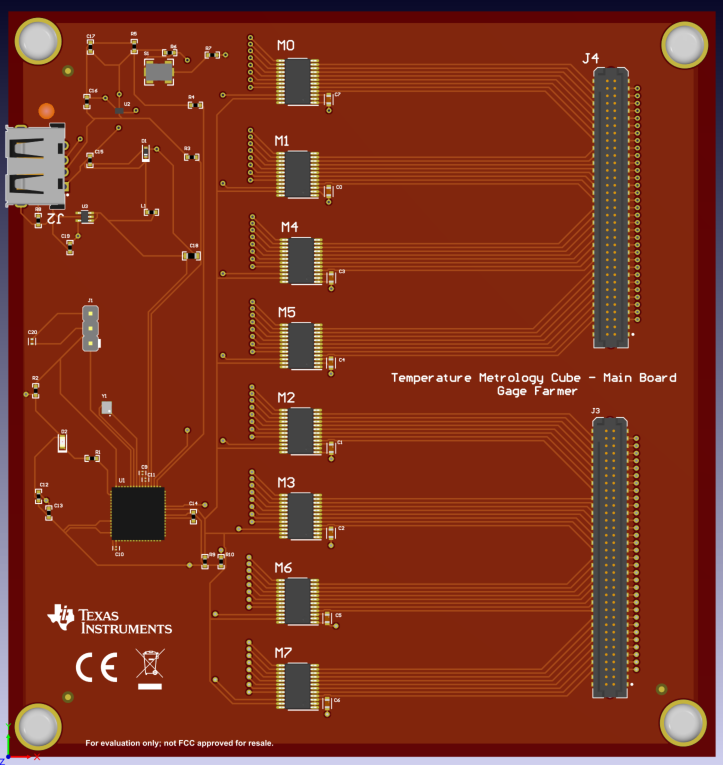 C17
R5
R6
R7
S1
M0
J4
C16
U2
R4
C7
M1
C15
D1
R3
C0
L1
R8
J2
U3
C19
C18
M4
C3
J1
M5
C20
C4
Temperature Metrology Cube - Main Board
Gage Farmer
R2
Y1
M2
J3
D2
C1
R1
C9
C11
U1
M3
C12
C13
C14
C2
C10
R9
R10
M6
TEXAS
INSTRUMENTS
C5
CE
M7
C6
For evaluation only; not FCC approved for resale.
Y
X
Z